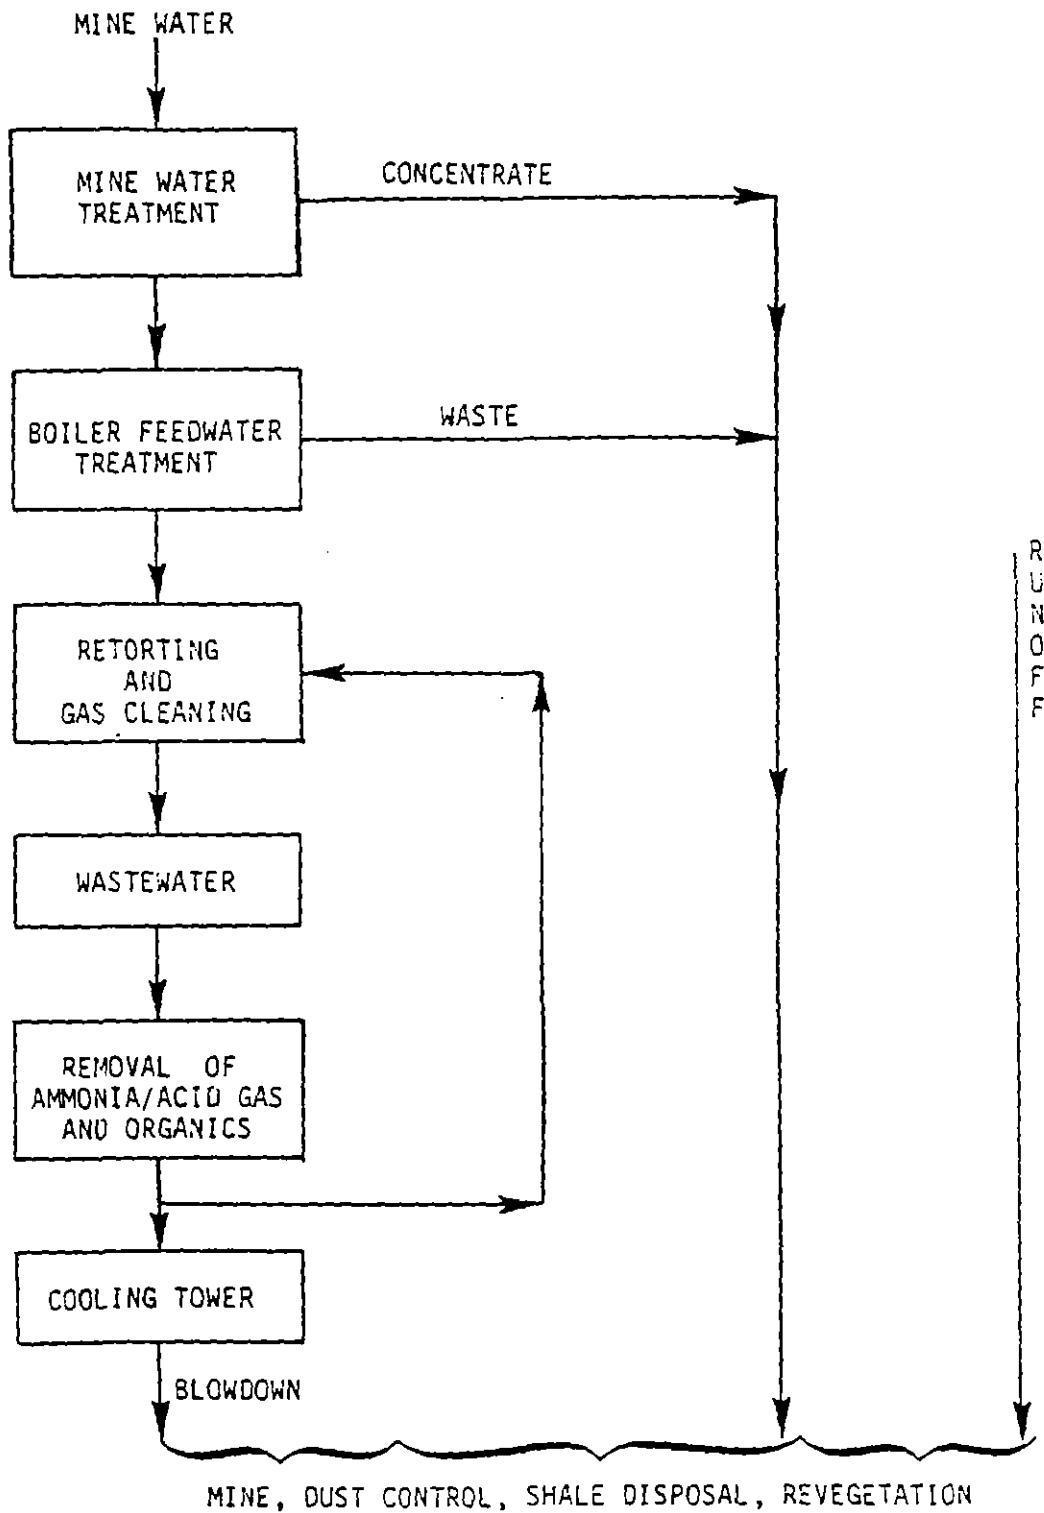 MINE WATER
MINE WATER
TREATMENT
CONCENTRATE
BOILER FEEDWATER
TREATMENT
WASTE
RETORTING
AND
GAS CLEANING
RUNOFF
WASTEWATER
REMOVAL OF
AMMONIA/ACID GAS
AND ORGANICS
COOLING TOWER
BLOWDOWN
MINE, DUST CONTROL, SHALE DISPOSAL, REVEGETATION